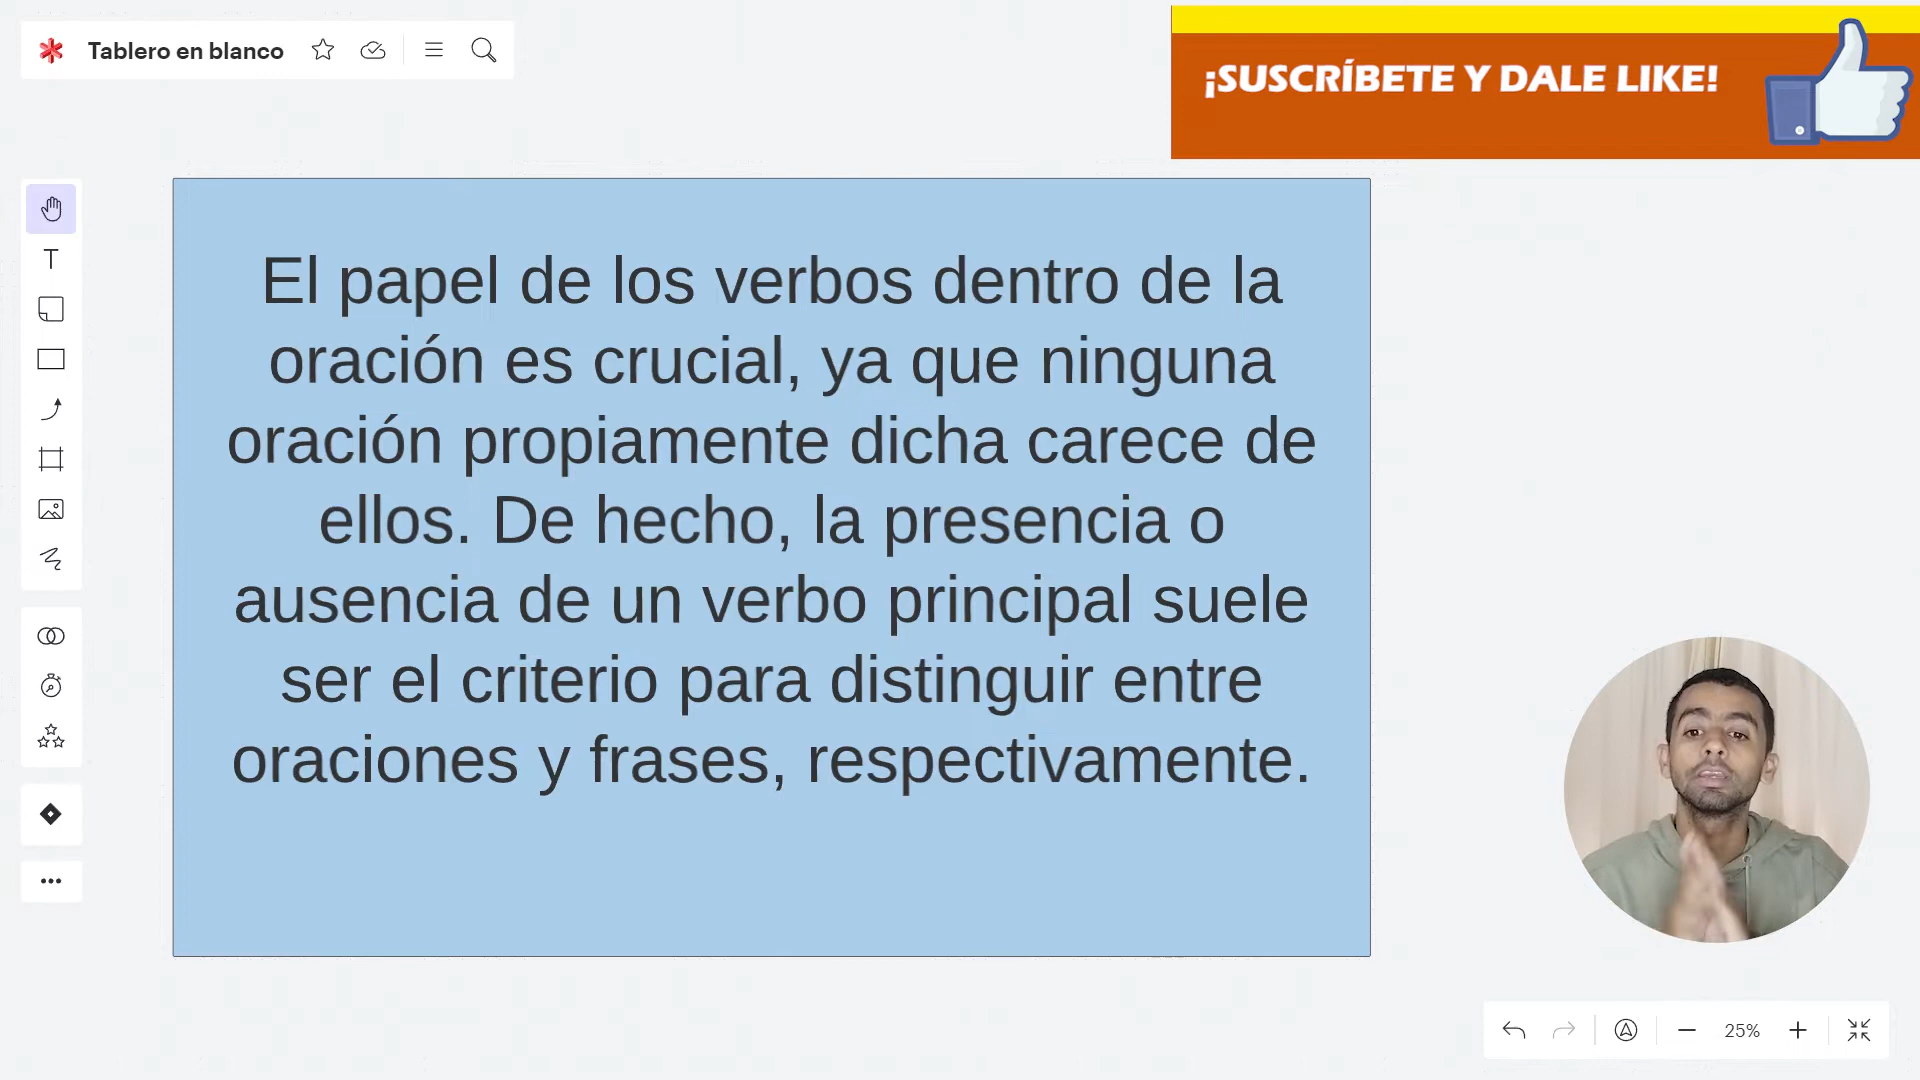 Tablero en blanco
¡SUSCRÍBETE Y DALE LIKE!
T
El papel de los verbos dentro de la
oración es crucial, ya que ninguna
oración propiamente dicha carece de
ellos. De hecho, la presencia o
ausencia de un verbo principal suele
ser el criterio para distinguir entre
oraciones y frases, respectivamente.
25%